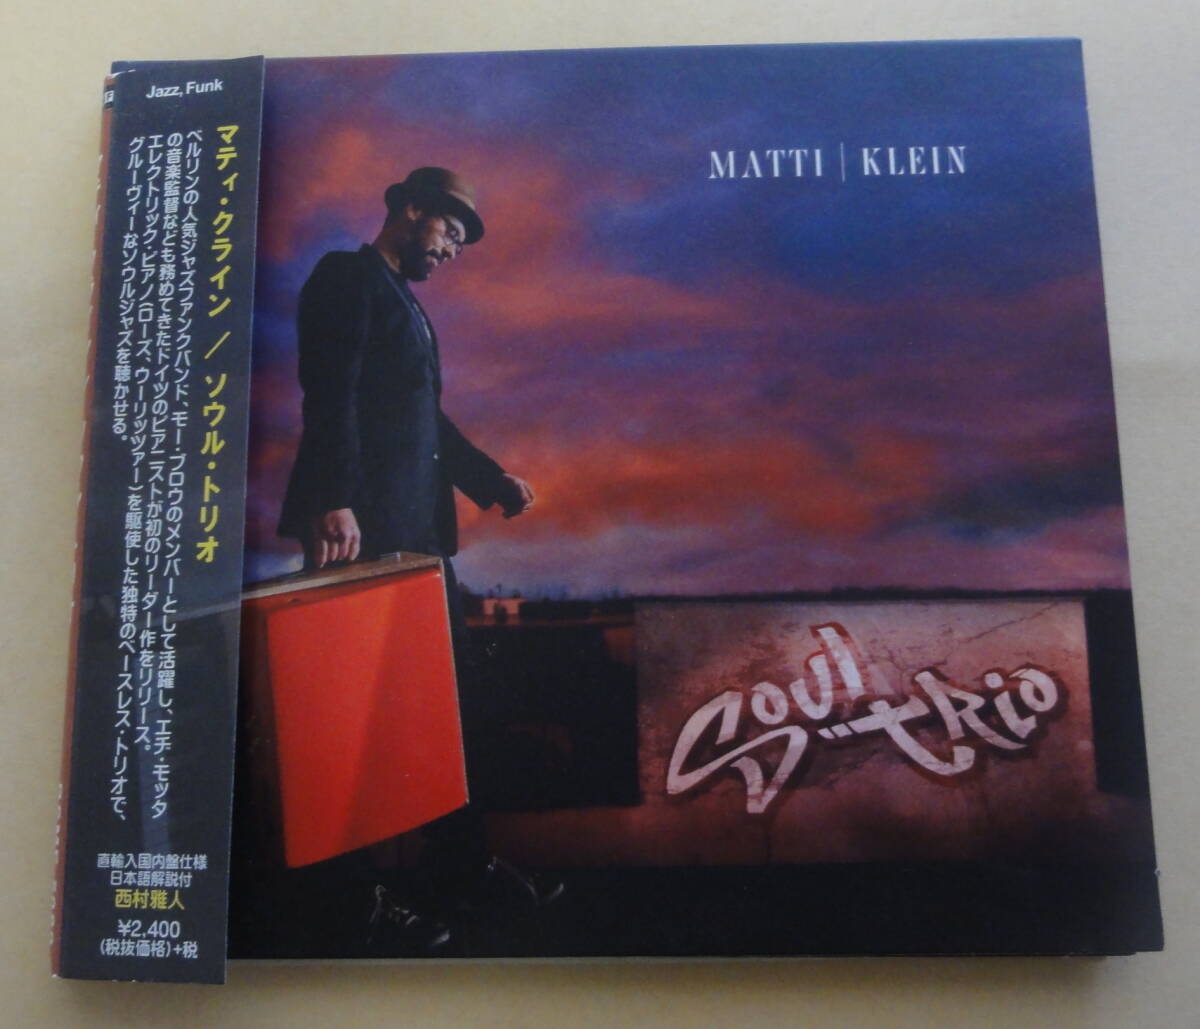 Jazz, Funk
マティ・クライン / ソウル・トリオ
ベルリンの人気ジャズファンクバンド、モー・ブロウのメンバーとして活躍し、エヂ・モッタ
の音楽監督なども務めてきたドイツのピアニストが初のリーダー作をリリース。
エレクトリック・ピアノ(ローズ、ウーリッツァー)を駆使した独特のベースレス・トリオで、
グルーヴィーなソウルジャズを聴かせる。
直輸入国内盤仕様
日本語解説付
西村雅人
¥2,400
(税抜価格)+税
MATTI | KLEIN
SOUL TRIO